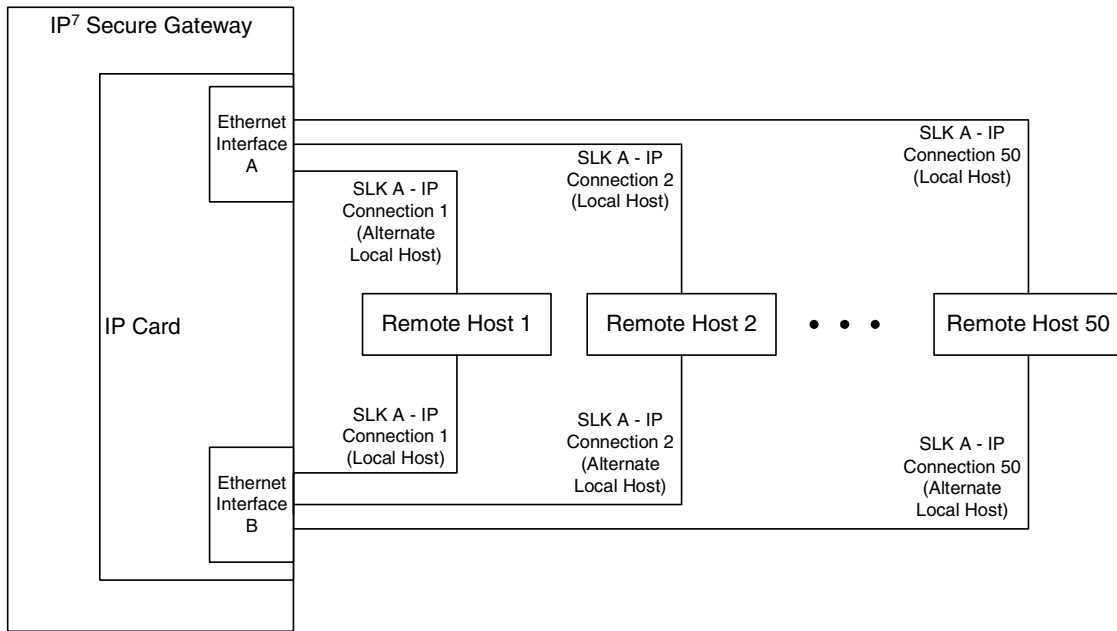 IP⁷ Secure Gateway
Ethernet
Interface
A
SLK A - IP
Connection 1
(Alternate
Local Host)
SLK A - IP
Connection 2
(Local Host)
SLK A - IP
Connection 50
(Local Host)
IP Card
Remote Host 1
Remote Host 2
Remote Host 50
SLK A - IP
Connection 1
(Local Host)
SLK A - IP
Connection 2
(Alternate
Local Host)
SLK A - IP
Connection 50
(Alternate
Local Host)
Ethernet
Interface
B